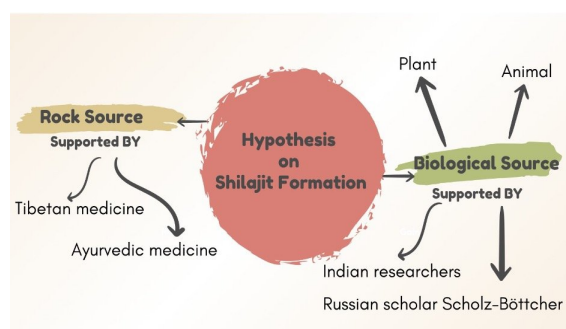 Plant
Animal
Rock Source
Supported BY
Tibetan medicine
Ayurvedic medicine
Hypothesis
on
Shilajit Formation
Biological Source
Supported BY
Indian researchers
Russian scholar Scholz-Böttcher